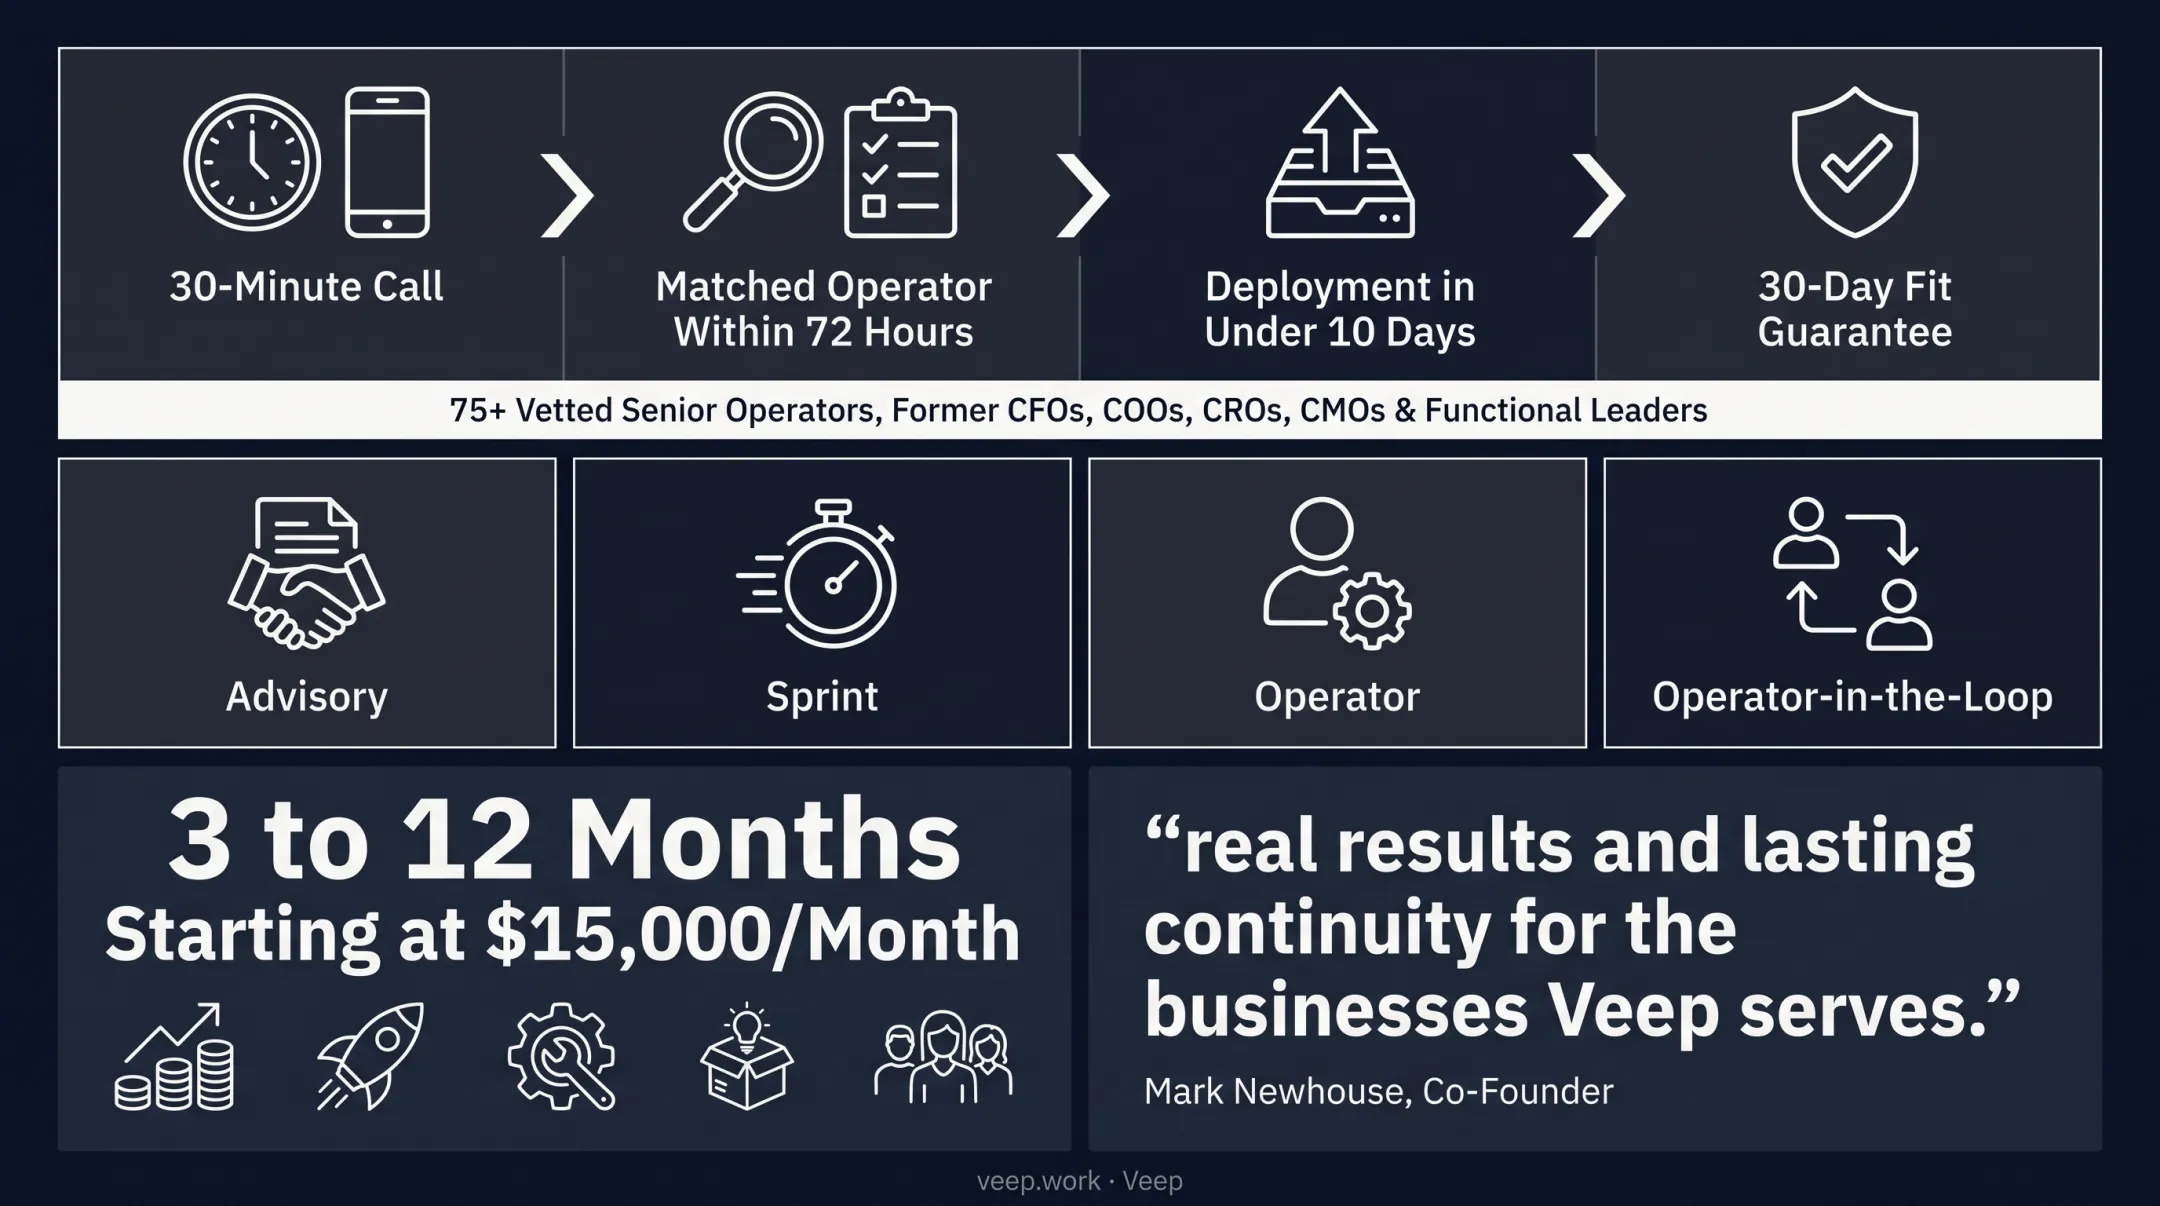 30-Minute Call
Matched Operator
Within 72 Hours
Deployment in
Under 10 Days
30-Day Fit
Guarantee
75+ Vetted Senior Operators, Former CFOs, COOs, CROs, CMOs & Functional Leaders
Advisory
Sprint
Operator
Operator-in-the-Loop
3 to 12 Months
Starting at $15,000/Month
“real results and lasting
continuity for the
businesses Veep serves.”
Mark Newhouse, Co-Founder
veep.work · Veep